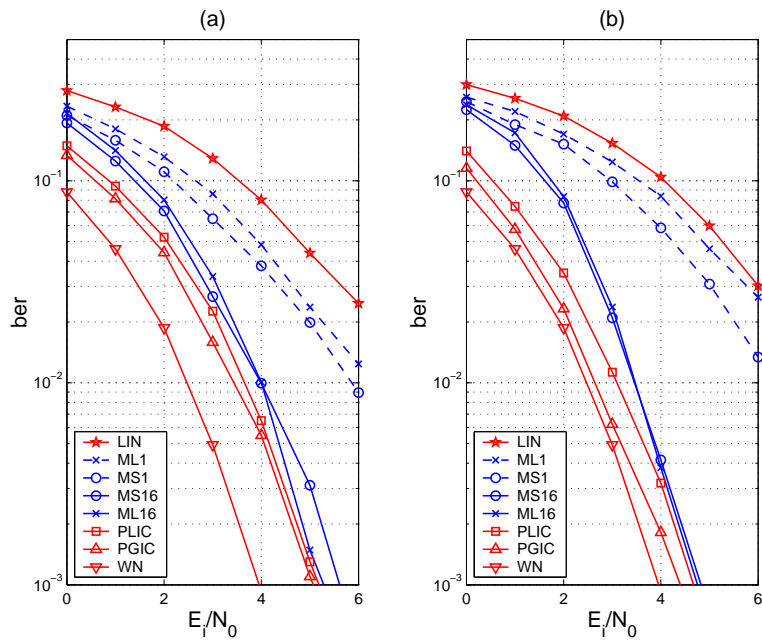 (a)
ber
10⁻¹
10⁻²
10⁻³
LIN
ML1
MS1
MS16
ML16
PLIC
PGIC
WN
0 2 4 6
E_i/N_0
(b)
ber
10⁻¹
10⁻²
10⁻³
LIN
ML1
MS1
MS16
ML16
PLIC
PGIC
WN
0 2 4 6
E_i/N_0